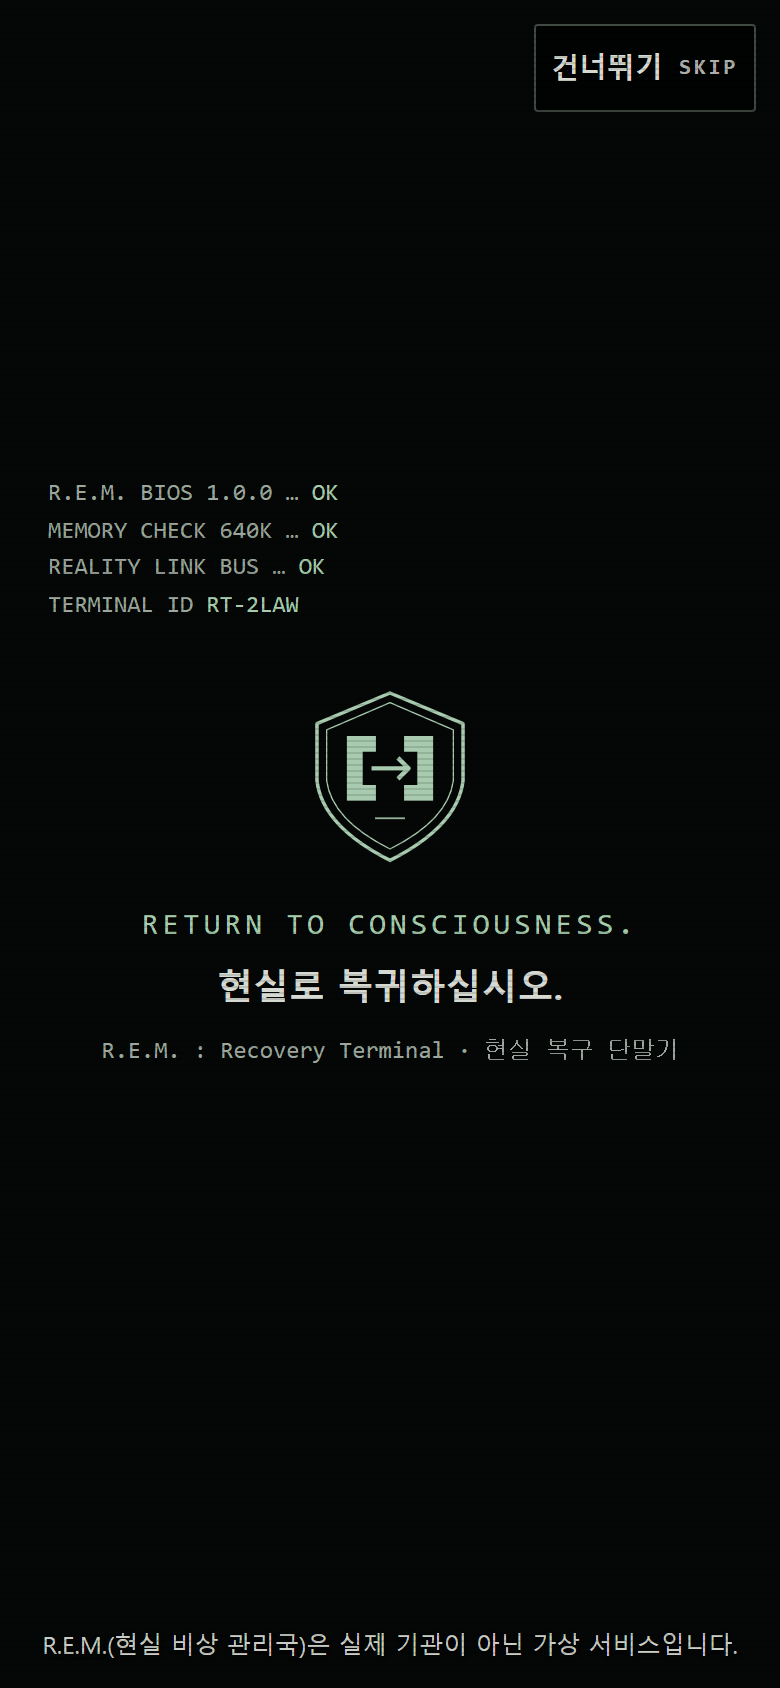 건너뛰기 SKIP
R.E.M. BIOS 1.0.0 … OK
MEMORY CHECK 640K … OK
REALITY LINK BUS … OK
TERMINAL ID RT-2LAW
RETURN TO CONSCIOUSNESS.
현실로 복귀하십시오.
R.E.M. : Recovery Terminal · 현실 복구 단말기
R.E.M.(현실 비상 관리국)은 실제 기관이 아닌 가상 서비스입니다.